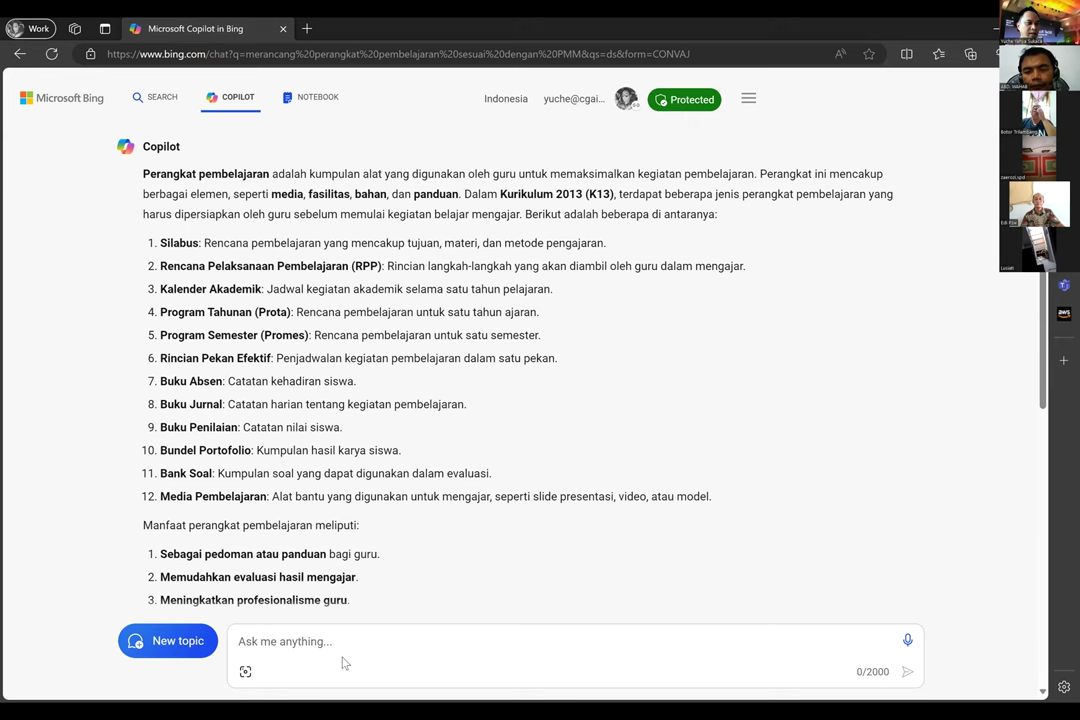 Work
Microsoft Copilot in Bing
https://www.bing.com/chat?q=merancang%20perangkat%20pembelajaran%20sesuai%20dengan%20PMM&qs=ds&form=CONVAJ
Microsoft Bing
SEARCH
COPILOT
NOTEBOOK
Indonesia
yuche@cgai...
Protected
Copilot
Perangkat pembelajaran adalah kumpulan alat yang digunakan oleh guru untuk memaksimalkan kegiatan pembelajaran. Perangkat ini mencakup
berbagai elemen, seperti media, fasilitas, bahan, dan panduan. Dalam Kurikulum 2013 (K13), terdapat beberapa jenis perangkat pembelajaran yang
harus dipersiapkan oleh guru sebelum memulai kegiatan belajar mengajar. Berikut adalah beberapa di antaranya:
1. Silabus: Rencana pembelajaran yang mencakup tujuan, materi, dan metode pengajaran.
2. Rencana Pelaksanaan Pembelajaran (RPP): Rincian langkah-langkah yang akan diambil oleh guru dalam mengajar.
3. Kalender Akademik: Jadwal kegiatan akademik selama satu tahun pelajaran.
4. Program Tahunan (Prota): Rencana pembelajaran untuk satu tahun ajaran.
5. Program Semester (Promes): Rencana pembelajaran untuk satu semester.
6. Rincian Pekan Efektif: Penjadwalan kegiatan pembelajaran dalam satu pekan.
7. Buku Absen: Catatan kehadiran siswa.
8. Buku Jurnal: Catatan harian tentang kegiatan pembelajaran.
9. Buku Penilaian: Catatan nilai siswa.
10. Bundel Portofolio: Kumpulan hasil karya siswa.
11. Bank Soal: Kumpulan soal yang dapat digunakan dalam evaluasi.
12. Media Pembelajaran: Alat bantu yang digunakan untuk mengajar, seperti slide presentasi, video, atau model.
Manfaat perangkat pembelajaran meliputi:
1. Sebagai pedoman atau panduan bagi guru.
2. Memudahkan evaluasi hasil mengajar.
3. Meningkatkan profesionalisme guru.
New topic
Ask me anything...
0/2000
aws